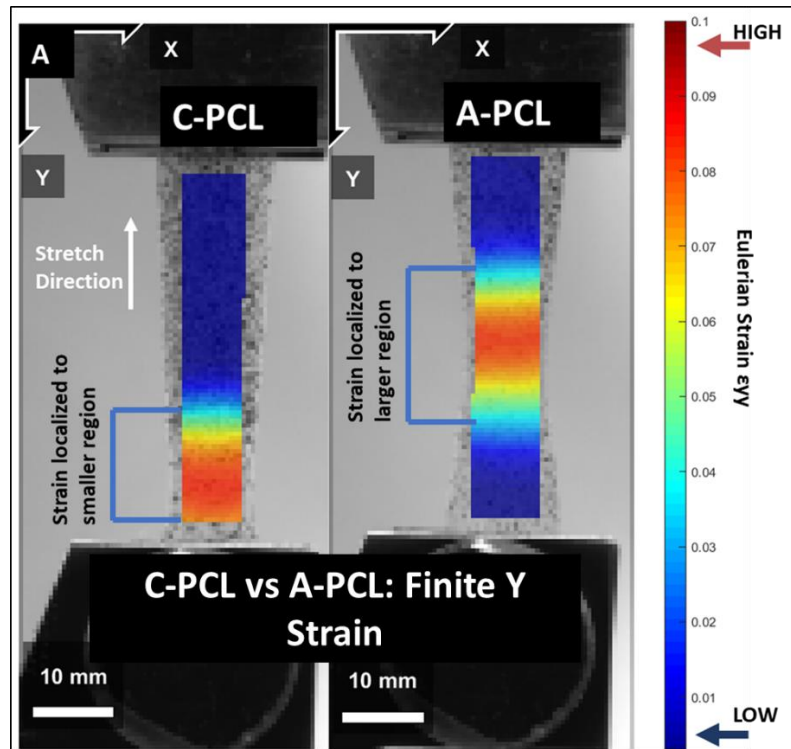 A
X
C-PCL
Y
Stretch
Direction
Strain localized to
smaller region
X
A-PCL
Y
Strain localized to
larger region
C-PCL vs A-PCL: Finite Y
Strain
10 mm
10 mm
0.1
HIGH
0.09
0.08
0.07
0.06
0.05
0.04
0.03
0.02
0.01
LOW
Eulerian Strain εyy